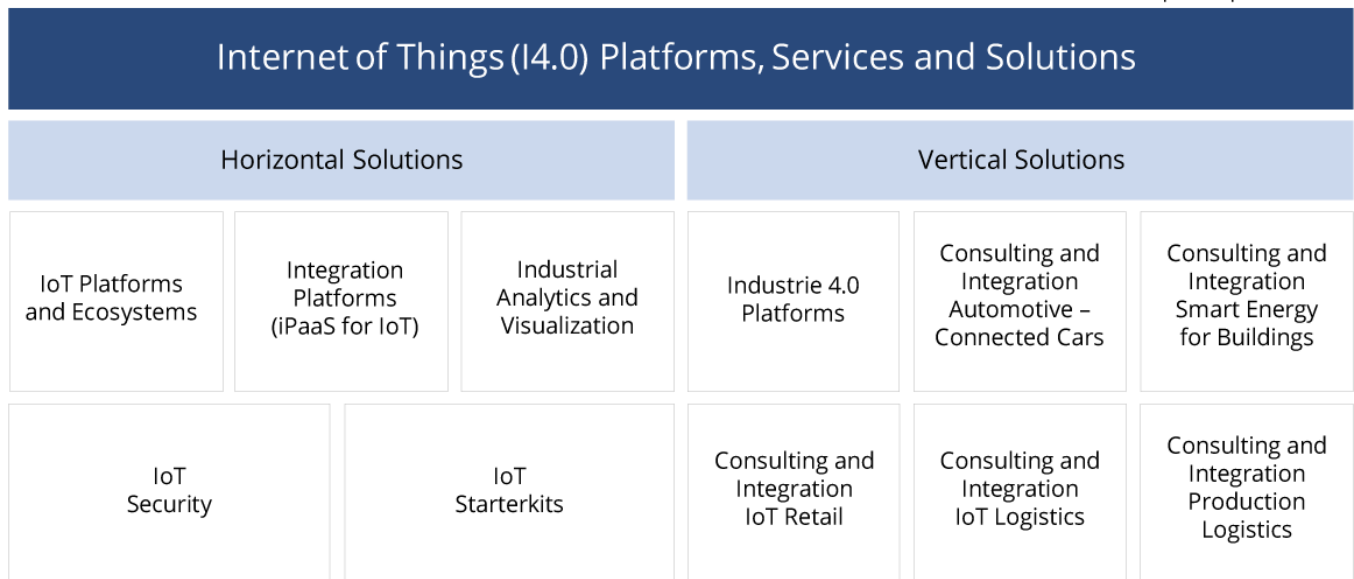 Internet of Things (I4.0) Platforms, Services and Solutions
Horizontal Solutions
Vertical Solutions
IoT Platforms
and Ecosystems
Integration
Platforms
(iPaaS for IoT)
Industrial
Analytics and
Visualization
Industrie 4.0
Platforms
Consulting and
Integration
Automotive –
Connected Cars
Consulting and
Integration
Smart Energy
for Buildings
IoT
Security
IoT
Starterkits
Consulting and
Integration
IoT Retail
Consulting and
Integration
IoT Logistics
Consulting and
Integration
Production
Logistics